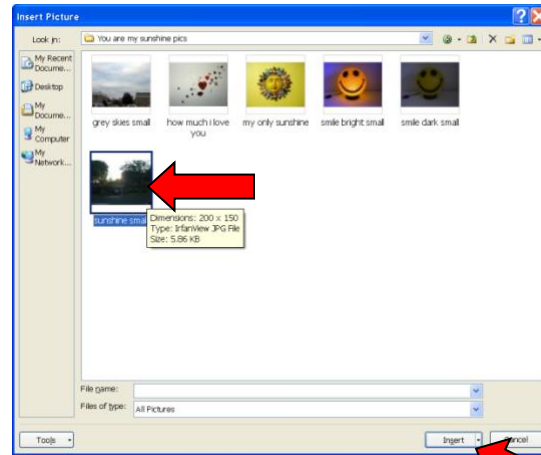 Insert Picture
Look in:
You are my sunshine pics
My Recent
Docume...
Desktop
My
Docume...
My
Computer
My
Network...
grey skies small
how much i love
you
my only sunshine
smile bright small
smile dark small
sunshine small
Dimensions: 200 x 150
Type: IrfanView JPG File
Size: 5.86 KB
File name:
Files of type:
All Pictures
Tools
Insert
Cancel